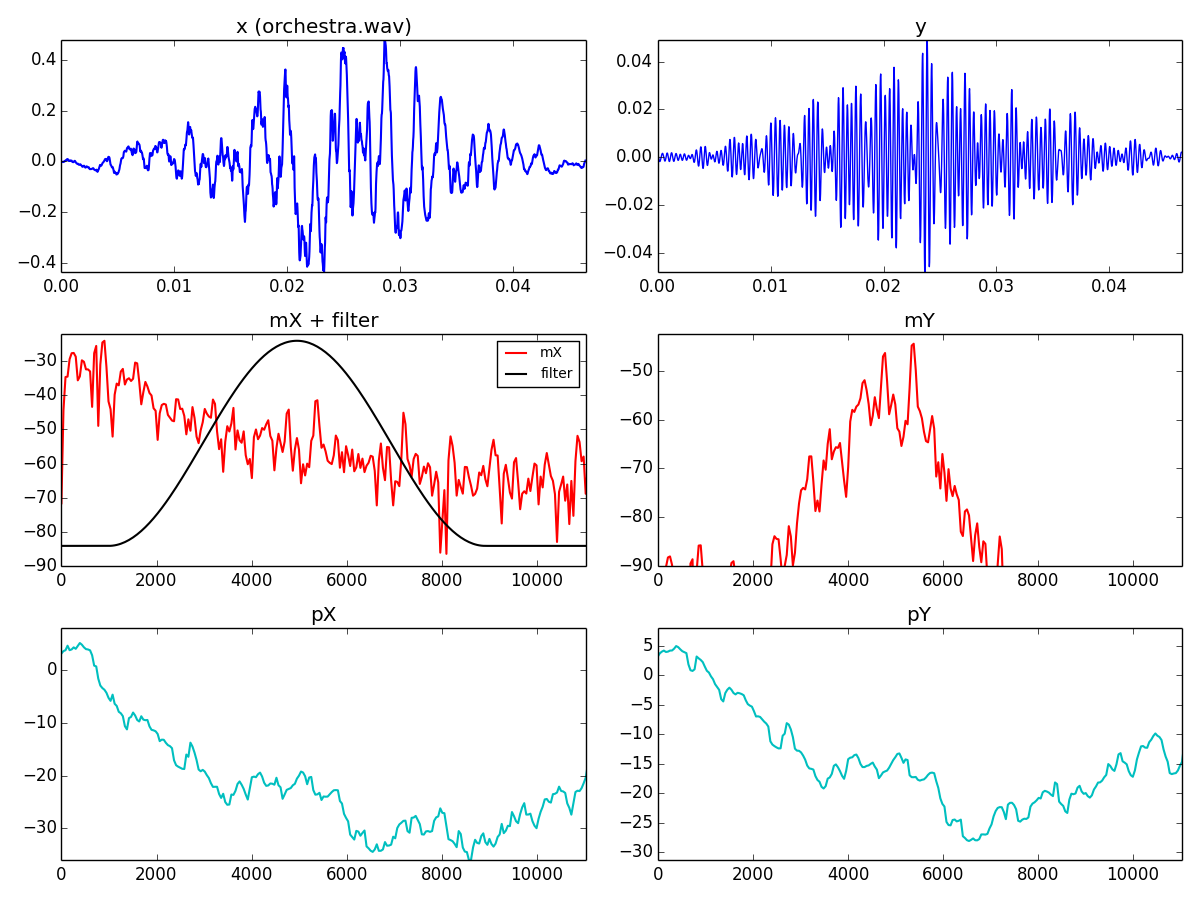 x (orchestra.wav)
0.4
0.2
0.0
−0.2
−0.4
0.00 0.01 0.02 0.03 0.04
y
0.04
0.02
0.00
−0.02
−0.04
0.00 0.01 0.02 0.03 0.04
mX + filter
mX
filter
−30
−40
−50
−60
−70
−80
−90
0 2000 4000 6000 8000 10000
mY
−50
−60
−70
−80
−90
0 2000 4000 6000 8000 10000
pX
0
−10
−20
−30
0 2000 4000 6000 8000 10000
pY
5
0
−5
−10
−15
−20
−25
−30
0 2000 4000 6000 8000 10000